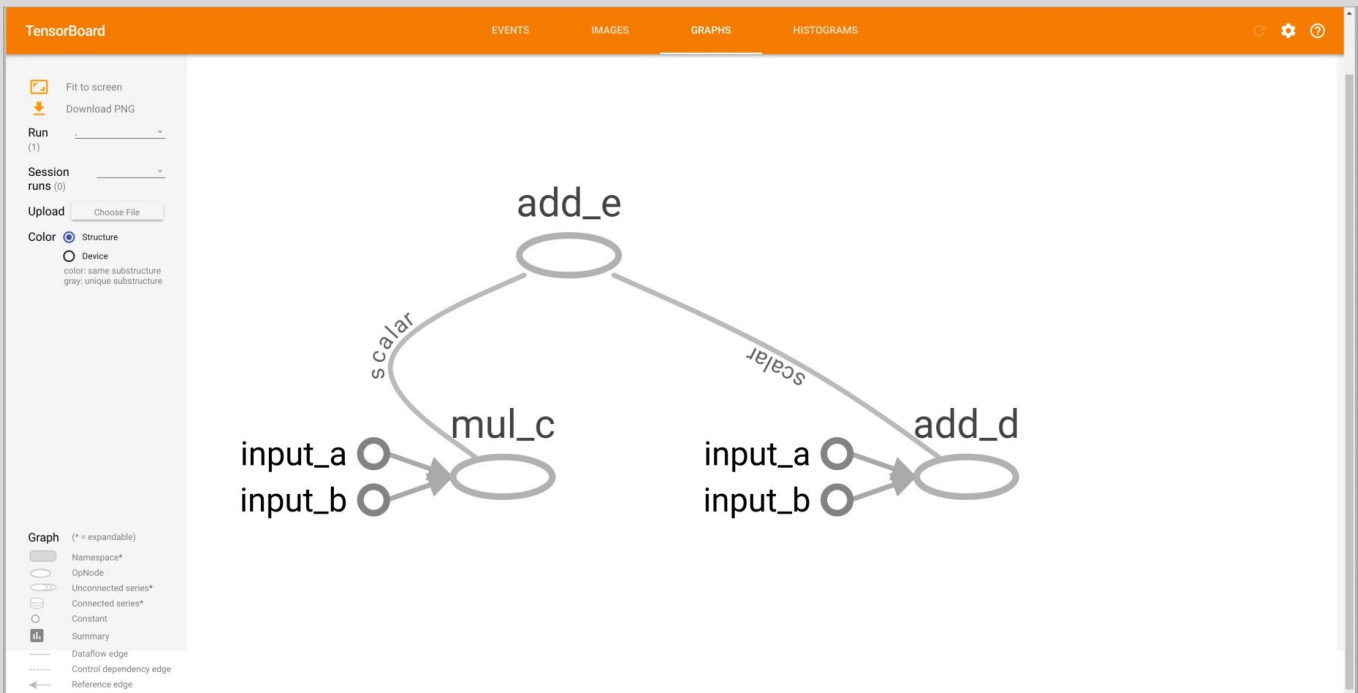 TensorBoard
EVENTS
IMAGES
GRAPHS
HISTOGRAMS
Fit to screen
Download PNG
Run
(1)
.
Session
runs (0)
Upload
Choose File
Color
Structure
Device
color: same substructure
gray: unique substructure
add_e
scalar
scalar
mul_c
input_a
input_b
add_d
input_a
input_b
Graph (* = expandable)
Namespace*
OpNode
Unconnected series*
Connected series*
Constant
Summary
Dataflow edge
Control dependency edge
Reference edge